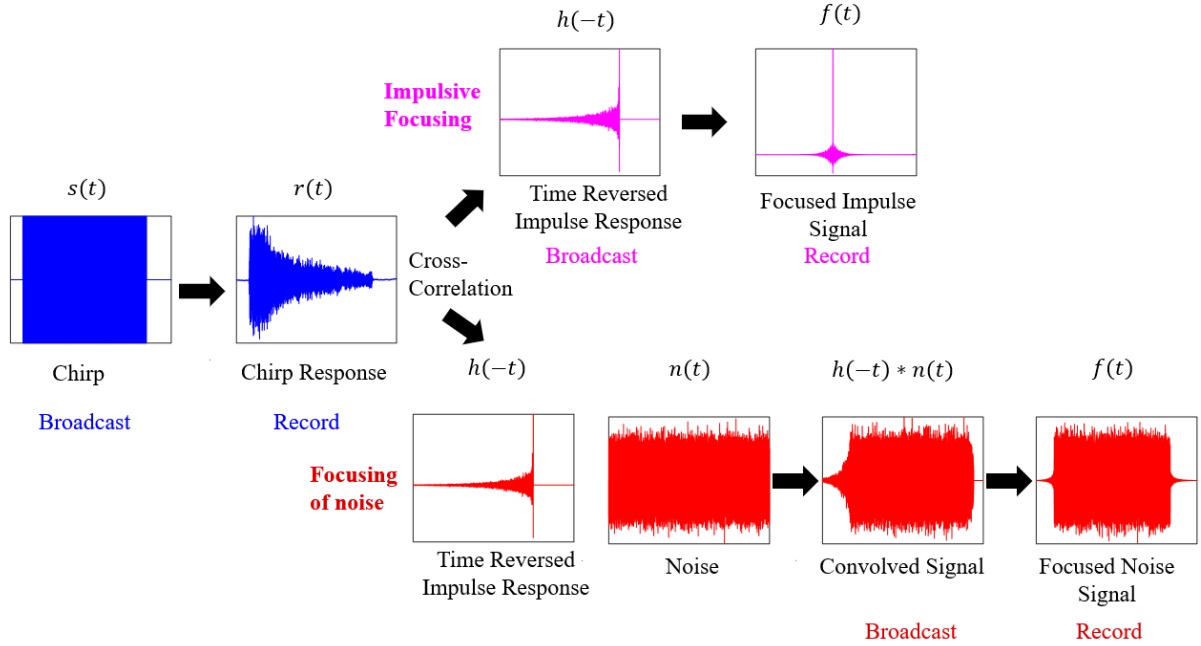 h(−t)
f(t)
Impulsive
Focusing
Time Reversed
Impulse Response
Broadcast
Focused Impulse
Signal
Record
s(t)
r(t)
Cross-
Correlation
Chirp
Broadcast
Chirp Response
Record
h(−t)
n(t)
h(−t) ∗ n(t)
f(t)
Focusing
of noise
Time Reversed
Impulse Response
Noise
Convolved Signal
Broadcast
Focused Noise
Signal
Record